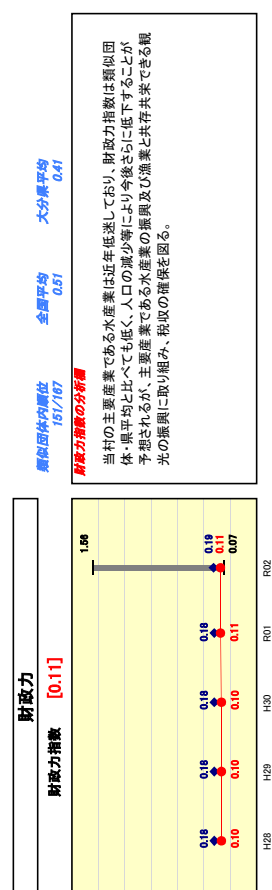 財政力
財政力指数 [0.11]
1.56
0.18 0.18 0.18 0.18 0.19
0.10 0.10 0.10 0.11 0.11
0.07
H28 H29 H30 R01 R02
類似団体内順位 全国平均 大分県平均
151/167 0.51 0.41
財政力指数の分析欄
当村の主要産業である水産業は近年低迷しており、財政力指数は類似団
体・県平均と比べても低く、人口の減少等により今後さらに低下することが
予想されるが、主要産業である水産業の振興及び漁業と共存共栄できる観
光の振興に取り組み、税収の確保を図る。